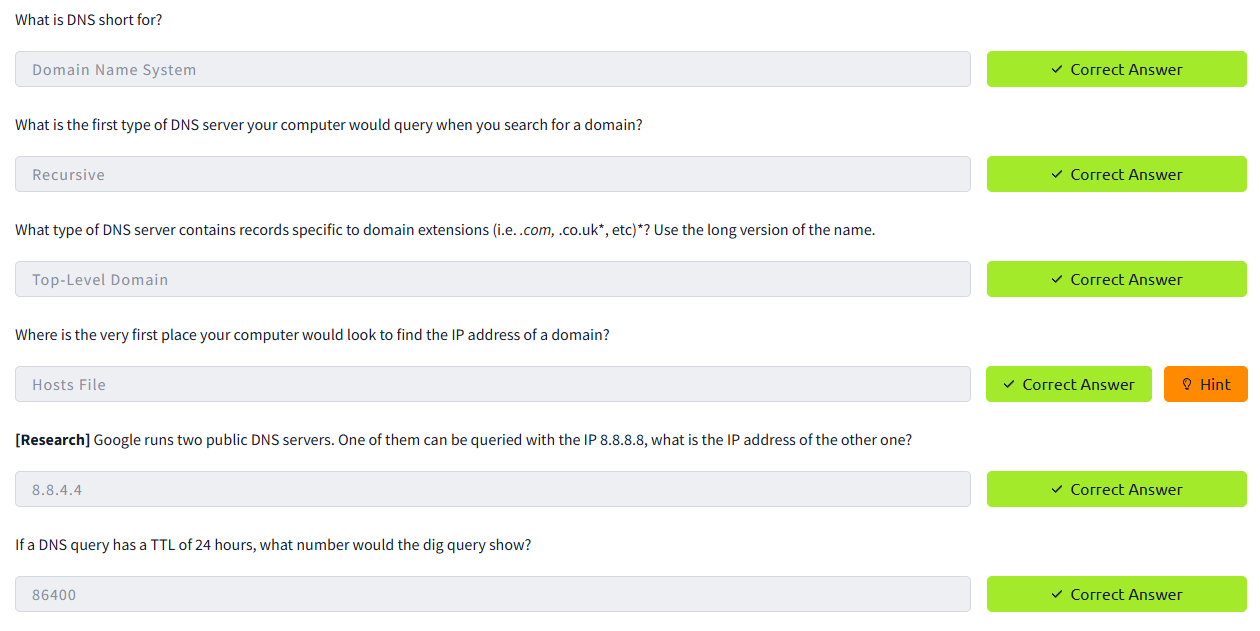 What is DNS short for?
Domain Name System
✓ Correct Answer
What is the first type of DNS server your computer would query when you search for a domain?
Recursive
✓ Correct Answer
What type of DNS server contains records specific to domain extensions (i.e. .com, .co.uk*, etc)*? Use the long version of the name.
Top-Level Domain
✓ Correct Answer
Where is the very first place your computer would look to find the IP address of a domain?
Hosts File
✓ Correct Answer
Hint
[Research] Google runs two public DNS servers. One of them can be queried with the IP 8.8.8.8, what is the IP address of the other one?
8.8.4.4
✓ Correct Answer
If a DNS query has a TTL of 24 hours, what number would the dig query show?
86400
✓ Correct Answer